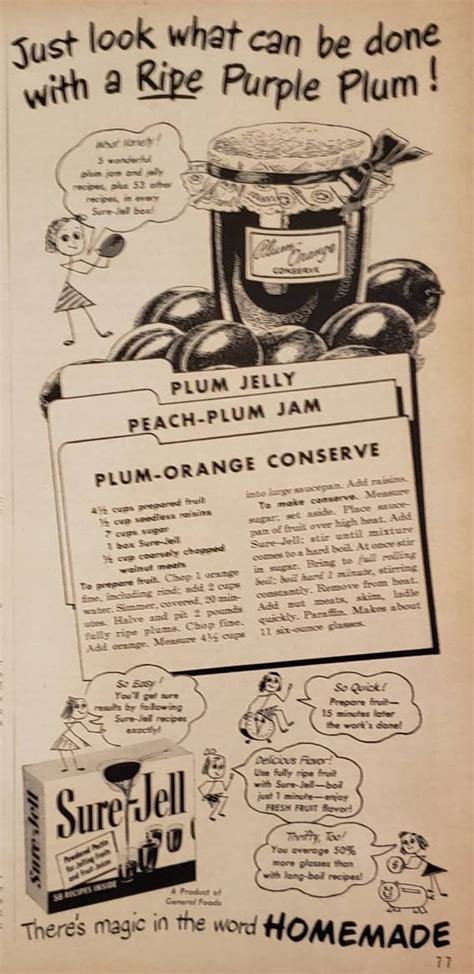 Just look what can be done
with a Ripe Purple Plum!
What Variety!
5 wonderful
plum jam and jelly
recipes, plus 53 other
recipes, in every
Sure-Jell box!
Plum-Orange
CONSERVE
PLUM JELLY
PEACH-PLUM JAM
PLUM-ORANGE CONSERVE
4½ cups prepared fruit
½ cup seedless raisins
7 cups sugar
1 box Sure-Jell
½ cup coarsely chopped
walnut meats
To prepare fruit. Chop 1 orange
fine, including rind; add 2 cups
water. Simmer, covered, 20 min-
utes. Halve and pit 2 pounds
fully ripe plums. Chop fine.
Add orange. Measure 4½ cups
into large saucepan. Add raisins.
To make conserve. Measure
sugar; set aside. Place sauce-
pan of fruit over high heat. Add
Sure-Jell; stir until mixture
comes to a hard boil. At once stir
in sugar. Bring to full rolling
boil; boil hard 1 minute, stirring
constantly. Remove from heat.
Add nut meats, skim, ladle
quickly. Paraffin. Makes about
11 six-ounce glasses.
So Easy!
You'll get sure
results by following
Sure-Jell recipes
exactly!
So Quick!
Prepare fruit—
15 minutes later
the work's done!
Delicious Flavor!
Use fully ripe fruit
with Sure-Jell—boil
just 1 minute—enjoy
FRESH FRUIT flavor!
Thrifty, Too!
You average 50%
more glasses than
with long-boil recipes!
Sure-Jell
Sure-Jell
Powdered Pectin
for Jelling Fruits
and Fruit Juices
58 RECIPES INSIDE
A Product of
General Foods
There's magic in the word HOMEMADE
77